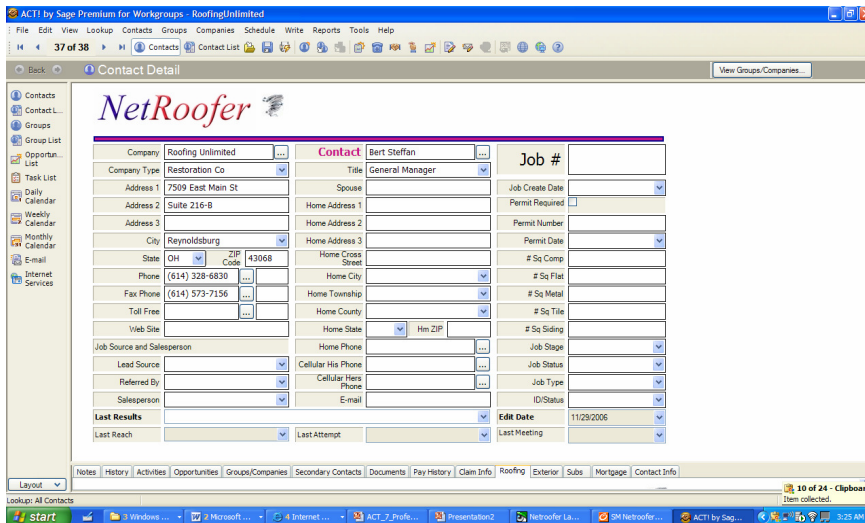 ACT! by Sage Premium for Workgroups - RoofingUnlimited
File Edit View Lookup Contacts Groups Companies Schedule Write Reports Tools Help
37 of 38 Contacts Contact List
Back Contact Detail View Groups/Companies...
Contacts
Contact L...
Groups
Group List
Opportun...
List
Task List
Daily
Calendar
Weekly
Calendar
Monthly
Calendar
E-mail
Internet
Services
NetRoofer
Company Roofing Unlimited ... Contact Bert Steffan ... Job #
Company Type Restoration Co Title General Manager
Address 1 7509 East Main St Spouse Job Create Date
Address 2 Suite 216-B Home Address 1 Permit Required
Address 3 Home Address 2 Permit Number
City Reynoldsburg Home Address 3 Permit Date
State OH ZIP Code 43068 Home Cross Street # Sq Comp
Phone (614) 328-6830 ... Home City # Sq Flat
Fax Phone (614) 573-7156 ... Home Township # Sq Metal
Toll Free ... Home County # Sq Tile
Web Site Home State Hm ZIP # Sq Siding
Job Source and Salesperson Home Phone ... Job Stage
Lead Source Cellular His Phone ... Job Status
Referred By Cellular Hers Phone ... Job Type
Salesperson E-mail ID/Status
Last Results Edit Date 11/29/2006
Last Reach Last Attempt Last Meeting
Notes History Activities Opportunities Groups/Companies Secondary Contacts Documents Pay History Claim Info Roofing Exterior Subs Mortgage Contact Info
Layout
Lookup: All Contacts
10 of 24 - Clipboa
Item collected.
start 3 Windows ... 2 Microsoft ... 4 Internet ... ACT_7_Profe... Presentation2 Netroofer La... SM Netroofer... ACT! by Sag... 3:25 AM